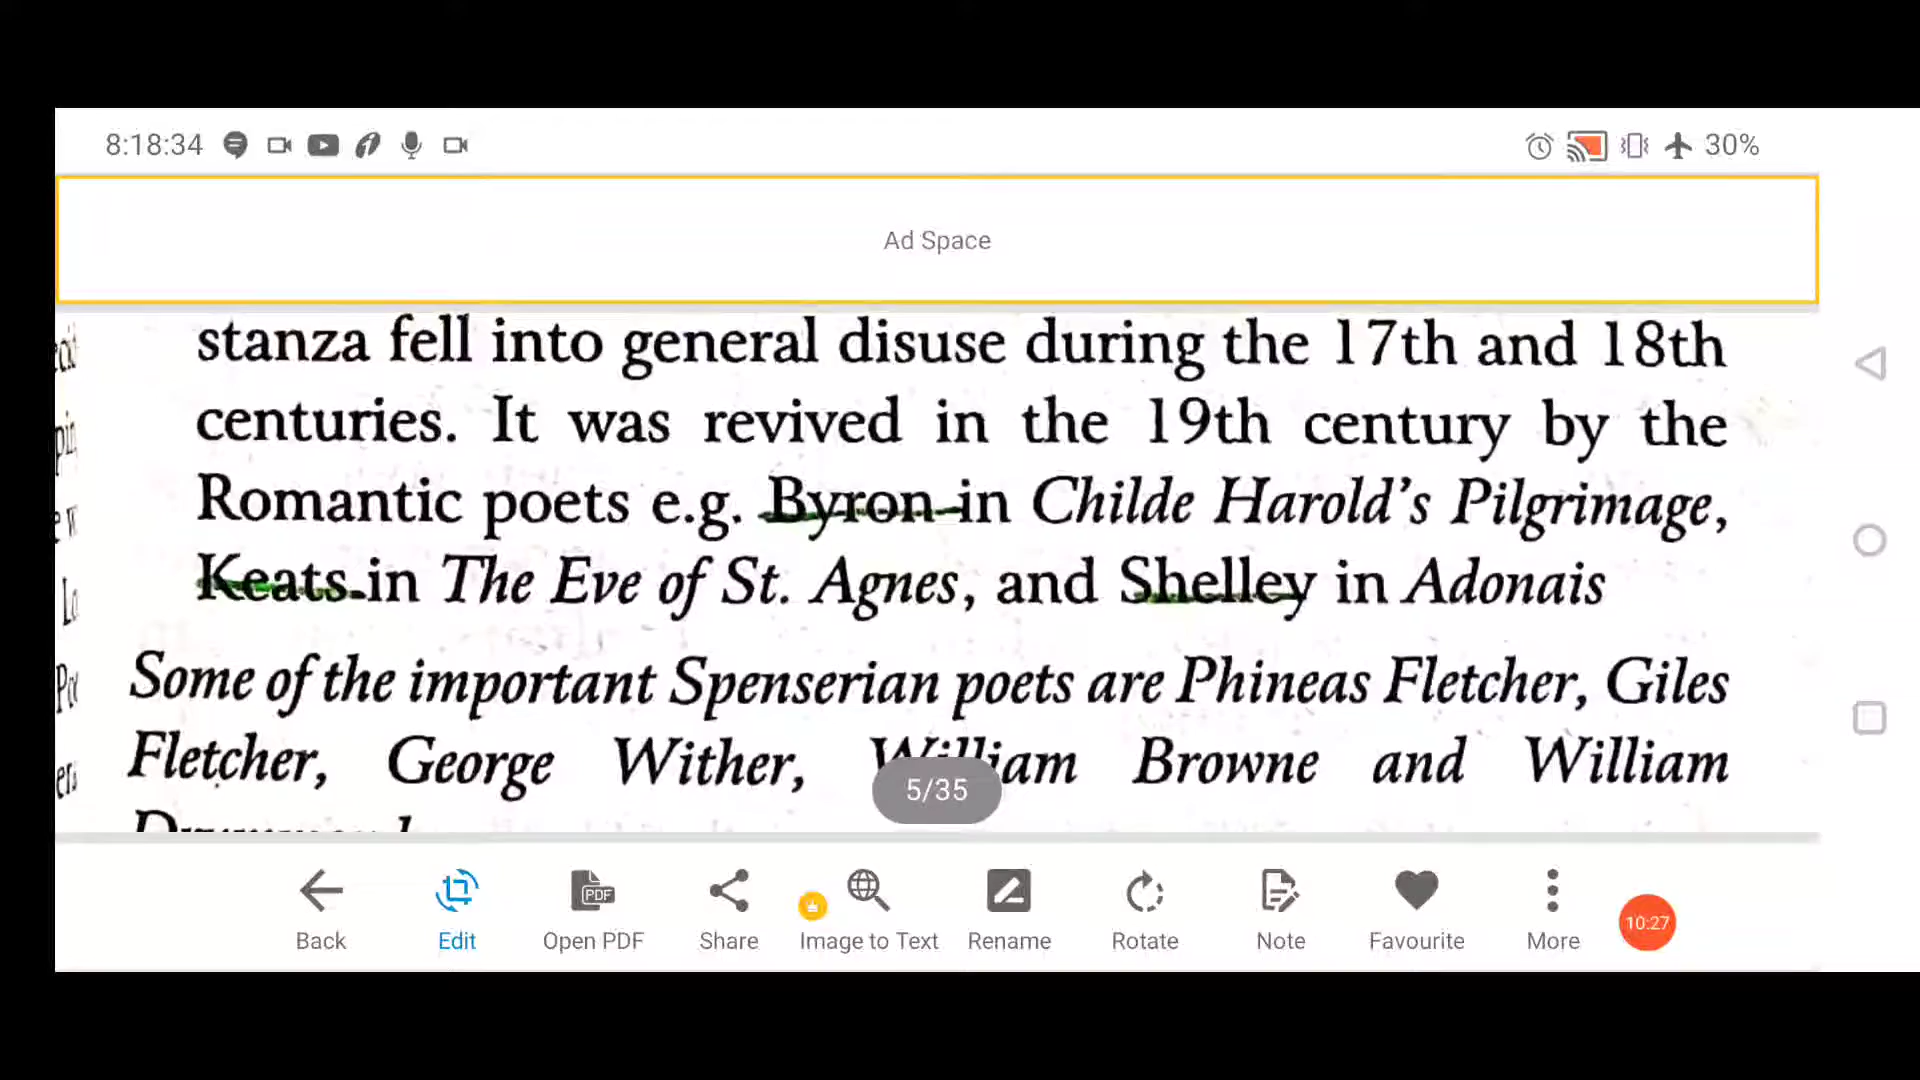 8:18:34 30%
Ad Space
stanza fell into general disuse during the 17th and 18th
centuries. It was revived in the 19th century by the
Romantic poets e.g. Byron in Childe Harold's Pilgrimage,
Keats in The Eve of St. Agnes, and Shelley in Adonais
Some of the important Spenserian poets are Phineas Fletcher, Giles
Fletcher, George Wither, William Browne and William
5/35
Back Edit Open PDF Share Image to Text Rename Rotate Note Favourite More
10:27